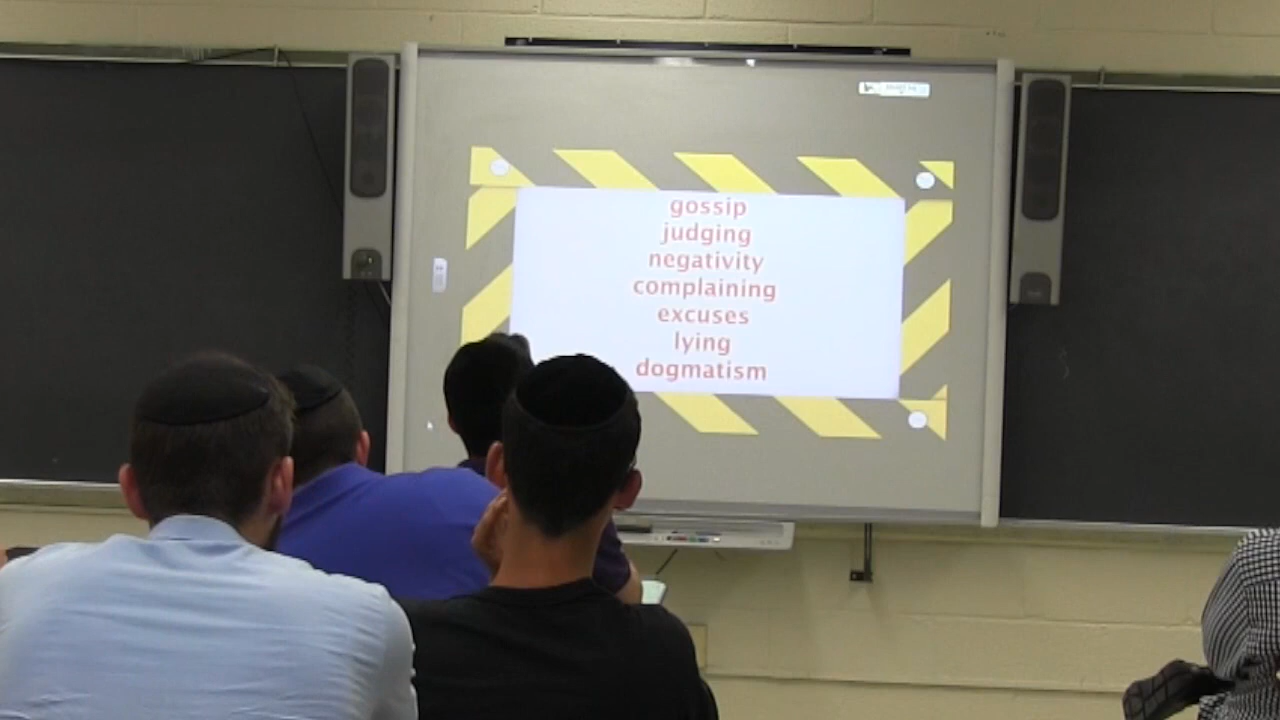 gossip
judging
negativity
complaining
excuses
lying
dogmatism